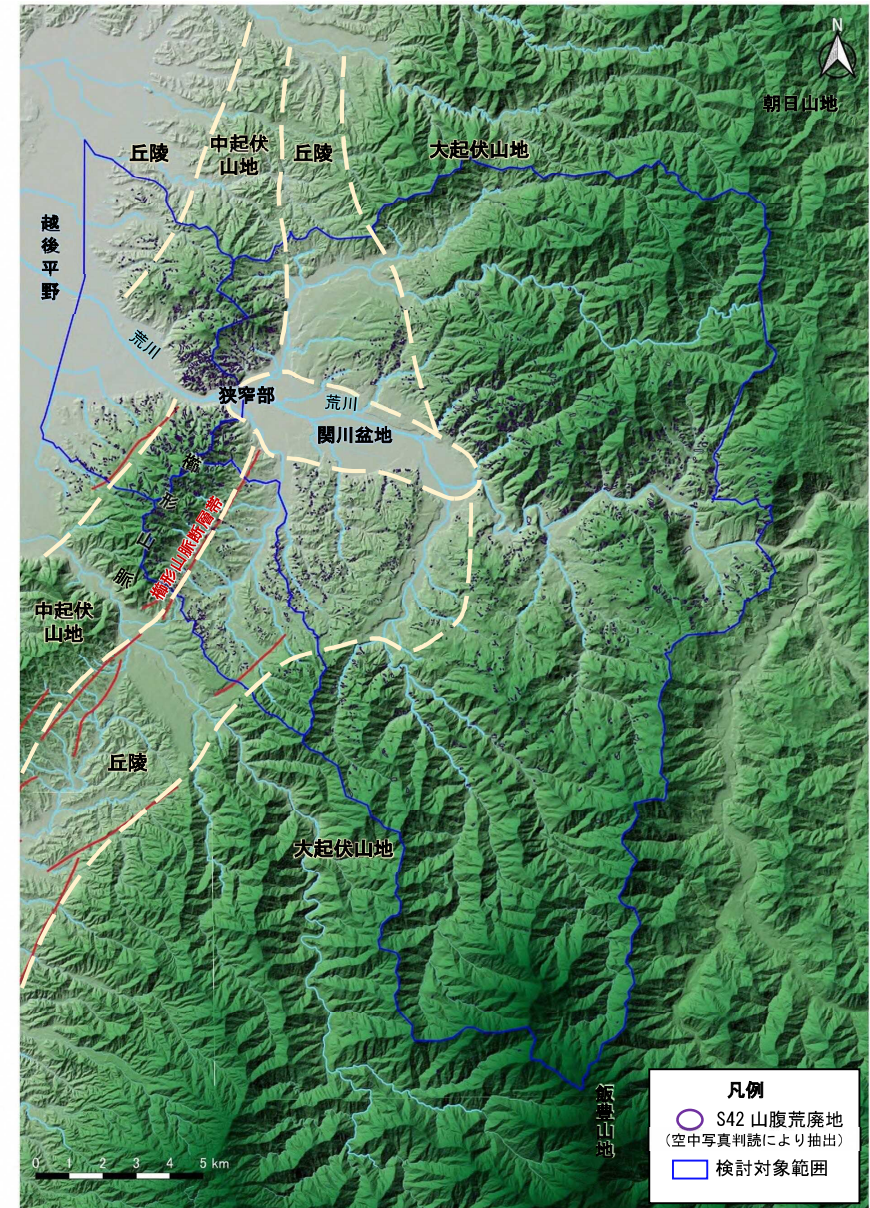 N
朝日山地
丘陵
中起伏
山地
丘陵
大起伏山地
越後平野
荒川
狭窄部
荒川
関川盆地
櫛形山脈
櫛形山脈断層帯
中起伏
山地
丘陵
大起伏山地
飯豊山地
凡例
S42 山腹荒廃地
(空中写真判読により抽出)
検討対象範囲
0 1 2 3 4 5 km